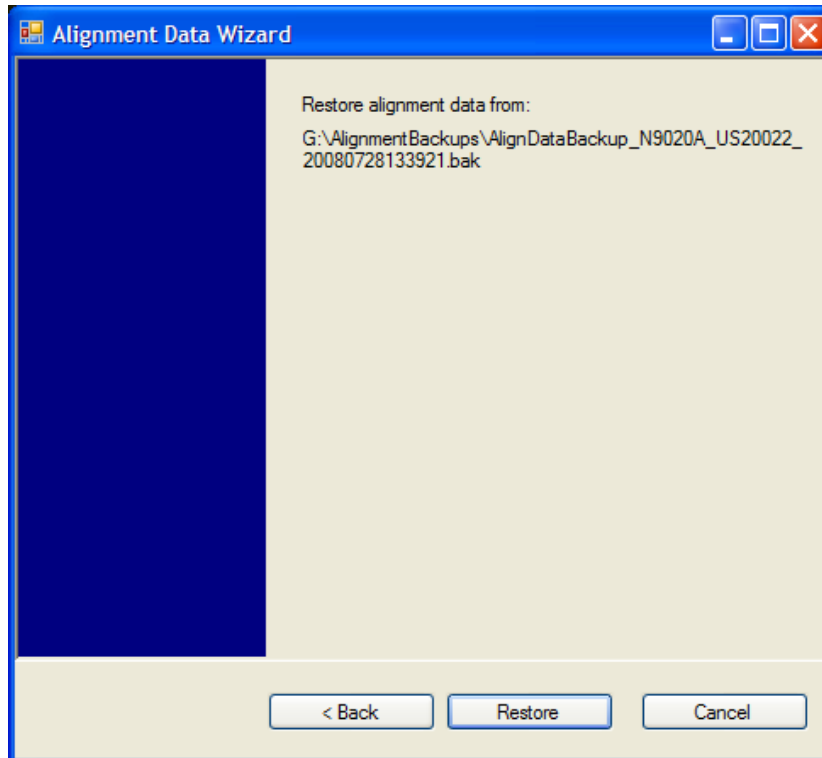 Alignment Data Wizard
Restore alignment data from:
G:\AlignmentBackups\AlignDataBackup_N9020A_US20022_
20080728133921.bak
< Back
Restore
Cancel